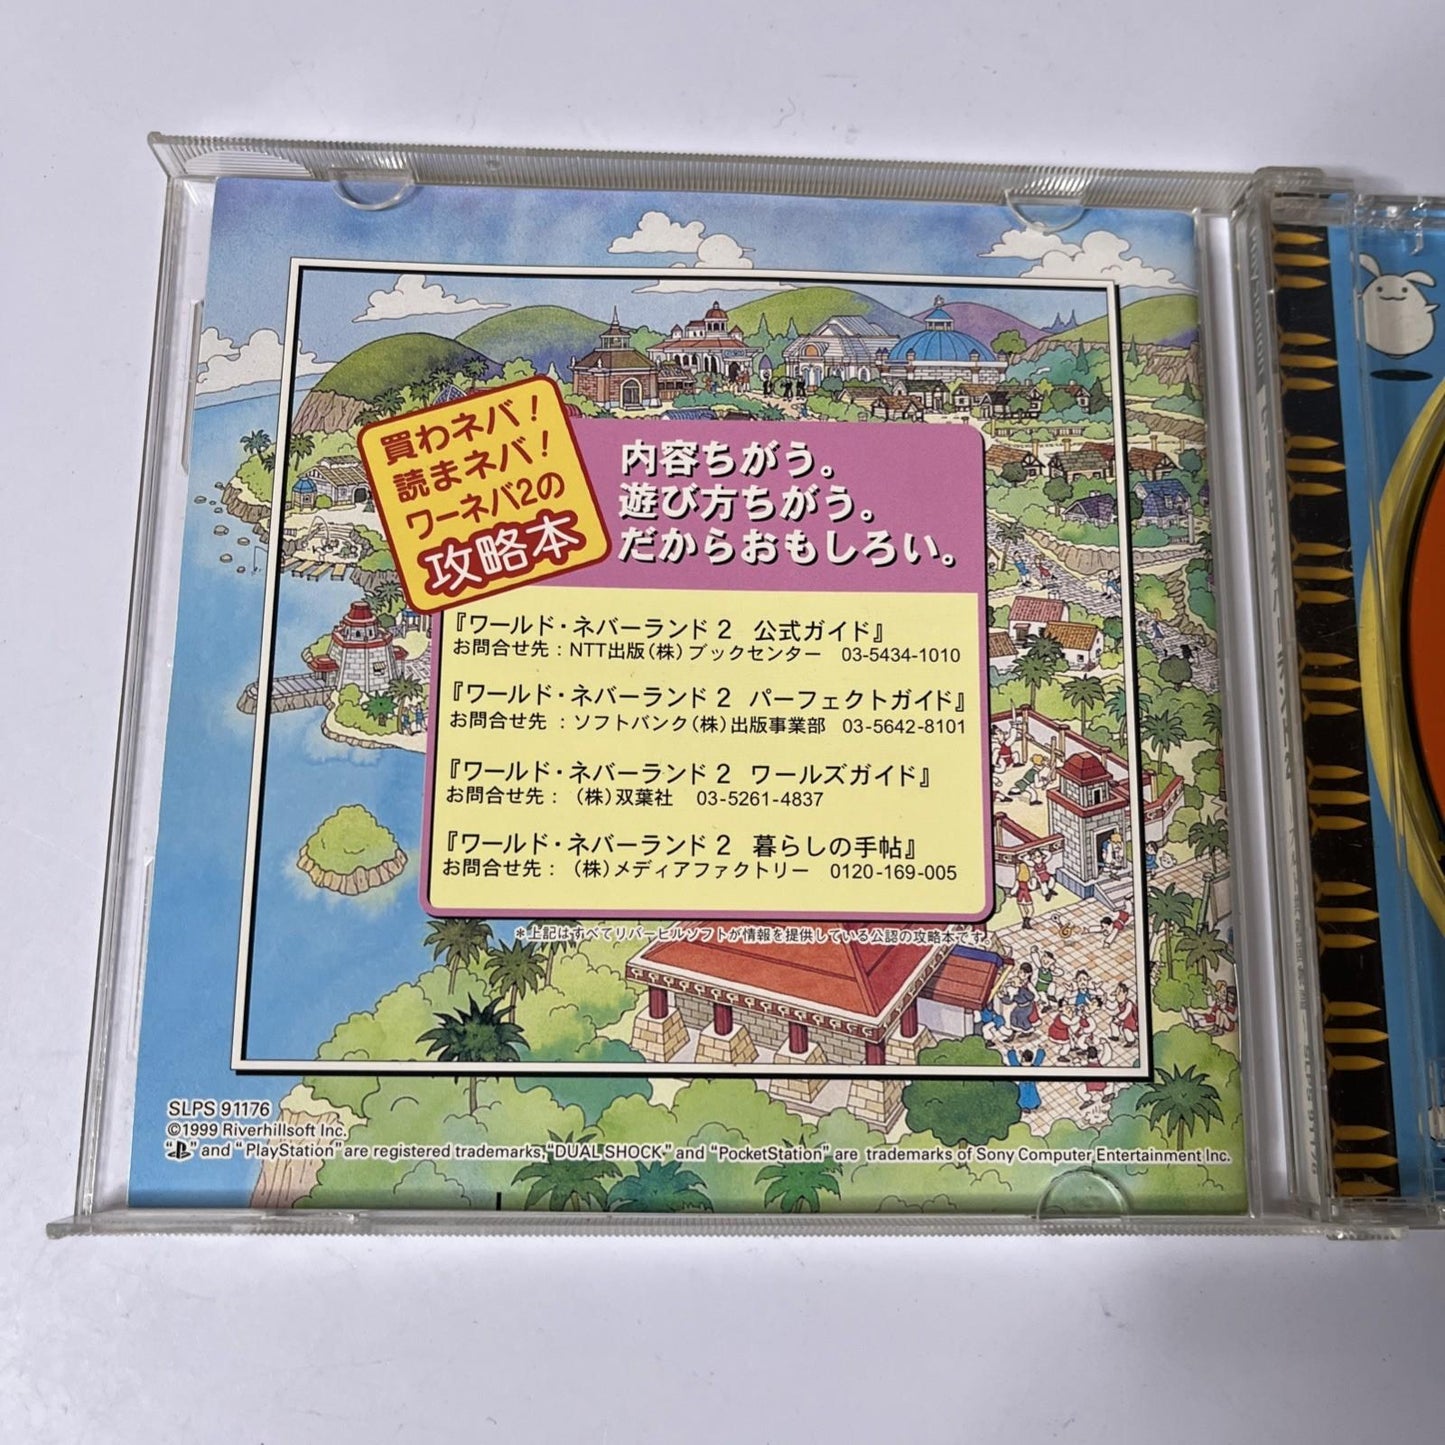 買わネバ！
読まネバ！
ワーネバ2の
攻略本
内容ちがう。
遊び方ちがう。
だからおもしろい。
『ワールド・ネバーランド2 公式ガイド』
お問合せ先：NTT出版（株）ブックセンター 03-5434-1010
『ワールド・ネバーランド2 パーフェクトガイド』
お問合せ先：ソフトバンク（株）出版事業部 03-5642-8101
『ワールド・ネバーランド2 ワールズガイド』
お問合せ先：（株）双葉社 03-5261-4837
『ワールド・ネバーランド2 暮らしの手帖』
お問合せ先：（株）メディアファクトリー 0120-169-005
＊上記はすべてリバーヒルソフトが情報を提供している公認の攻略本です。
SLPS 91176
©1999 Riverhillsoft Inc.
“ ” and “PlayStation” are registered trademarks, “DUAL SHOCK” and “PocketStation” are trademarks of Sony Computer Entertainment Inc.